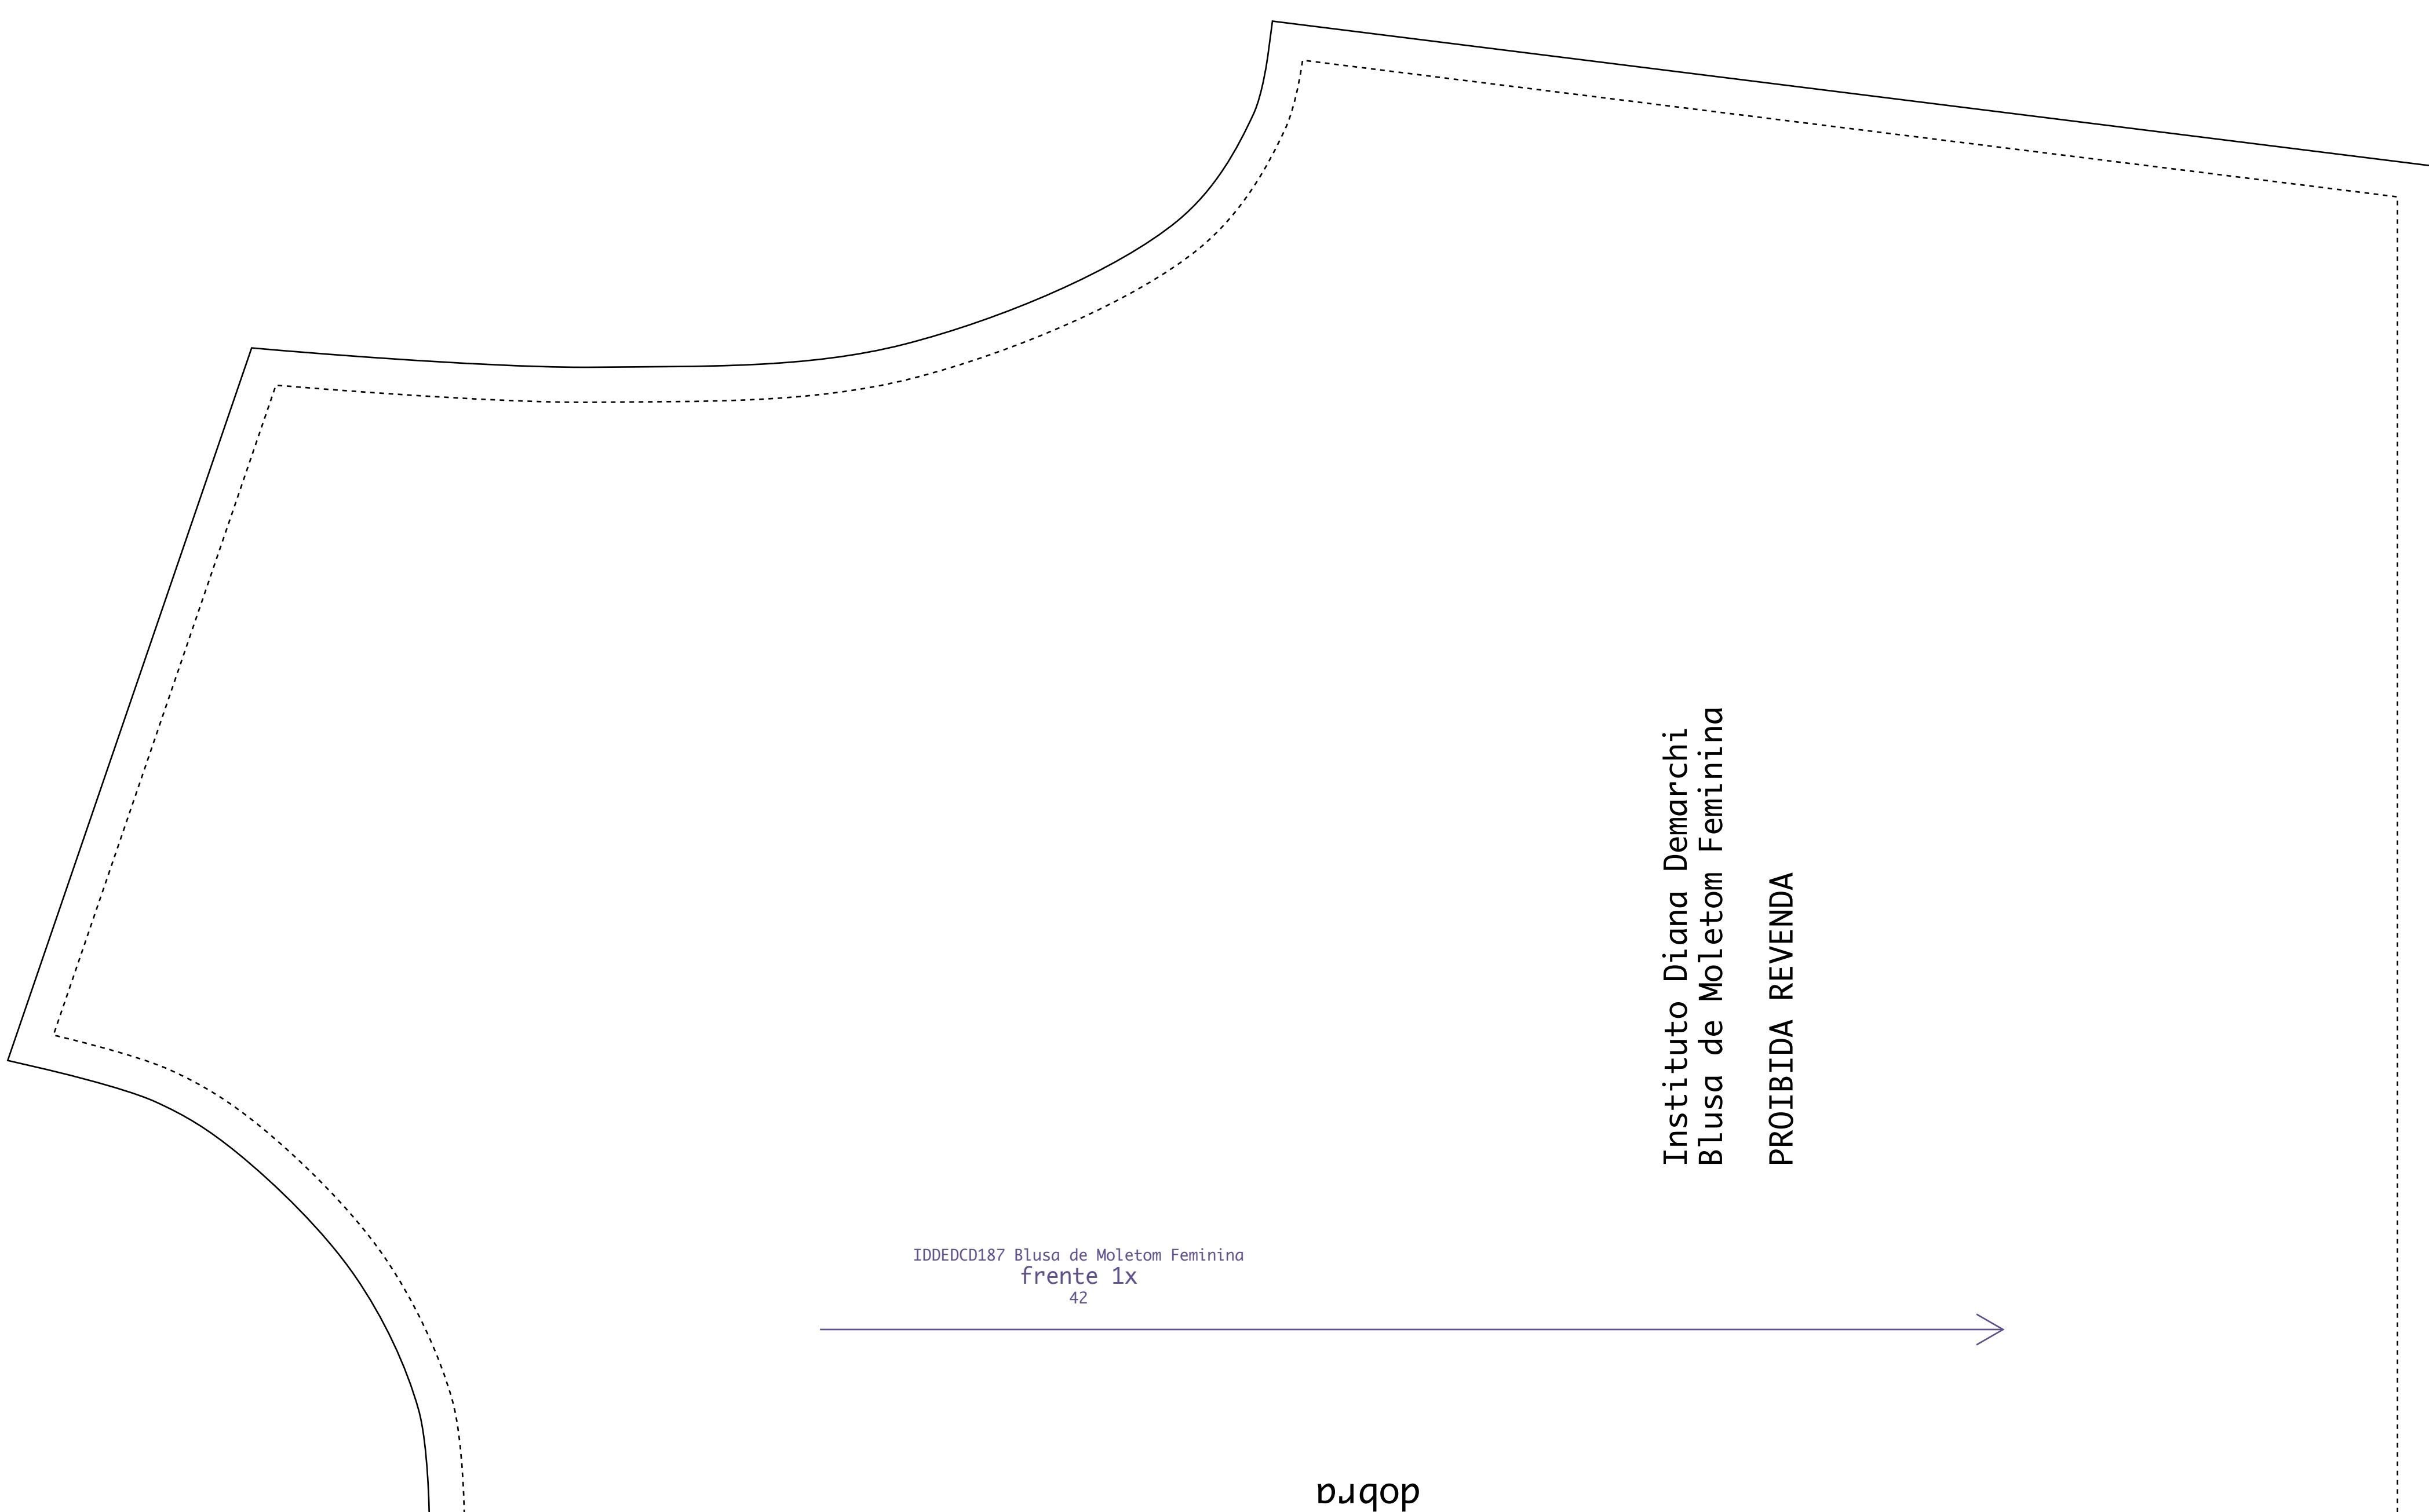 Instituto Diana Demarchi
Blusa de Moletom Feminina
PROIBIDA REVENDA
IDDEDCD187 Blusa de Moletom Feminina
frente 1x
42
dobra